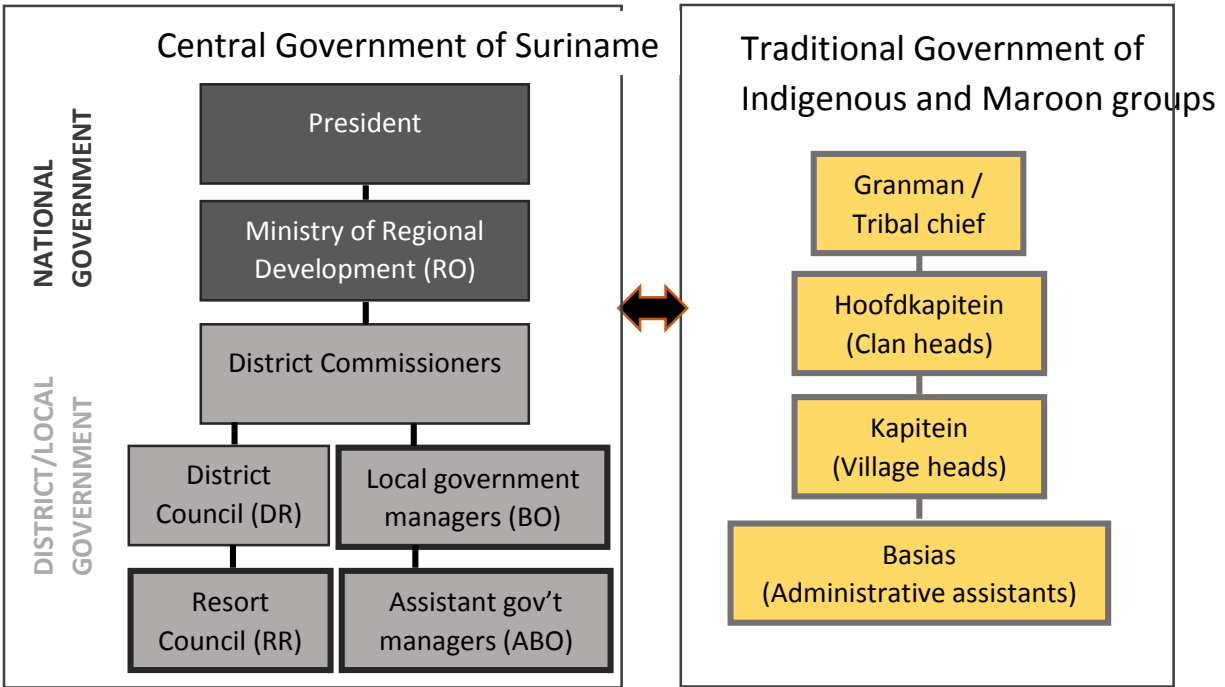 Central Government of Suriname
NATIONAL
GOVERNMENT
President
Ministry of Regional
Development (RO)
DISTRICT/LOCAL
GOVERNMENT
District Commissioners
District
Council (DR)
Local government
managers (BO)
Resort
Council (RR)
Assistant gov’t
managers (ABO)
Traditional Government of
Indigenous and Maroon groups
Granman /
Tribal chief
Hoofdkapitein
(Clan heads)
Kapitein
(Village heads)
Basias
(Administrative assistants)